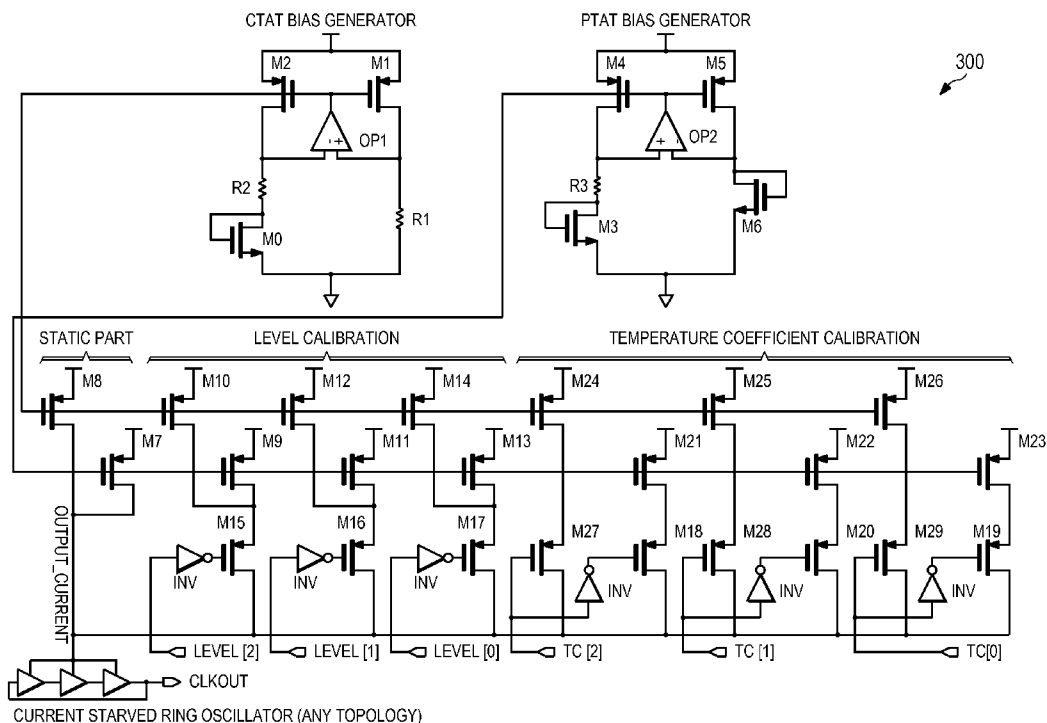 CTAT BIAS GENERATOR
PTAT BIAS GENERATOR
300
M2
M1
M4
M5
- +
OP1
+ -
OP2
R2
R1
R3
M0
M3
M6
STATIC PART
LEVEL CALIBRATION
TEMPERATURE COEFFICIENT CALIBRATION
M8
M10
M12
M14
M24
M25
M26
M7
M9
M11
M13
M21
M22
M23
M15
M16
M17
M27
M18
M28
M20
M29
M19
INV
INV
INV
INV
INV
INV
OUTPUT_CURRENT
LEVEL [2]
LEVEL [1]
LEVEL [0]
TC [2]
TC [1]
TC[0]
CLKOUT
CURRENT STARVED RING OSCILLATOR (ANY TOPOLOGY)